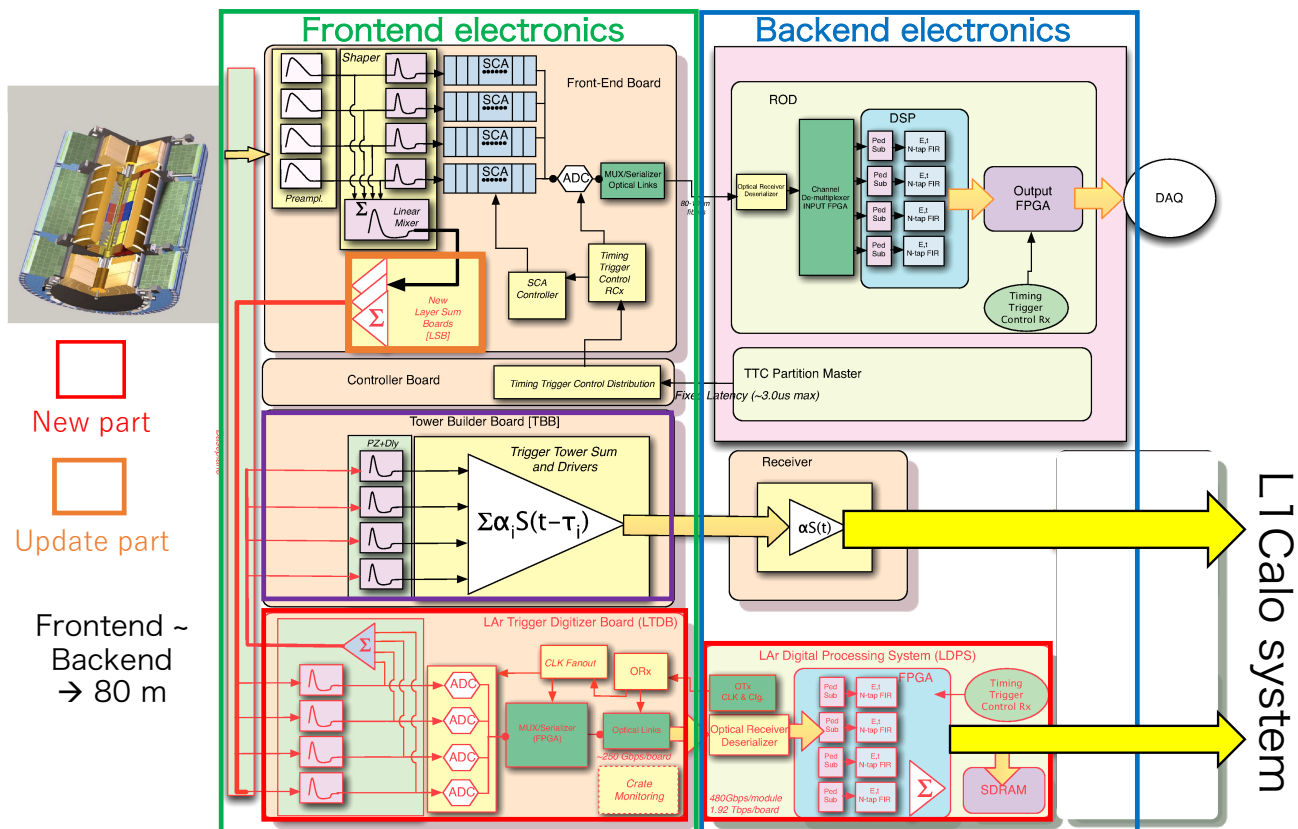 Frontend electronics
Backend electronics
Shaper
SCA
SCA
SCA
SCA
Front-End Board
Preampl.
Σ
Linear
Mixer
ADC
MUX/Serializer
Optical Links
New
Layer Sum
Boards
[LSB]
Σ
SCA
Controller
Timing
Trigger
Control
RCx
Controller Board
Timing Trigger Control Distribution
Fixed Latency (~3.0us max)
ROD
DSP
Optical Receiver
Deserializer
Channel
De-multiplexer
INPUT FPGA
Ped
Sub
E,t
N-tap FIR
Ped
Sub
E,t
N-tap FIR
Ped
Sub
E,t
N-tap FIR
Ped
Sub
E,t
N-tap FIR
Output
FPGA
DAQ
Timing
Trigger
Control Rx
TTC Partition Master
New part
Update part
Frontend ~
Backend
→ 80 m
Tower Builder Board [TBB]
PZ+Dly
Trigger Tower Sum
and Drivers
ΣαᵢS(t−τᵢ)
Receiver
αS(t)
L1Calo system
LAr Trigger Digitizer Board (LTDB)
Σ
ADC
ADC
ADC
ADC
CLK Fanout
ORx
MUX/Serializer
(FPGA)
Optical Links
~250 Gbps/board
Crate
Monitoring
LAr Digital Processing System (LDPS)
OTx
CLK & Cfg.
Optical Receiver
Deserializer
FPGA
Ped
Sub
E,t
N-tap FIR
Ped
Sub
E,t
N-tap FIR
Ped
Sub
E,t
N-tap FIR
Ped
Sub
E,t
N-tap FIR
Σ
Timing
Trigger
Control Rx
SDRAM
480Gbps/module
1.92 Tbps/board